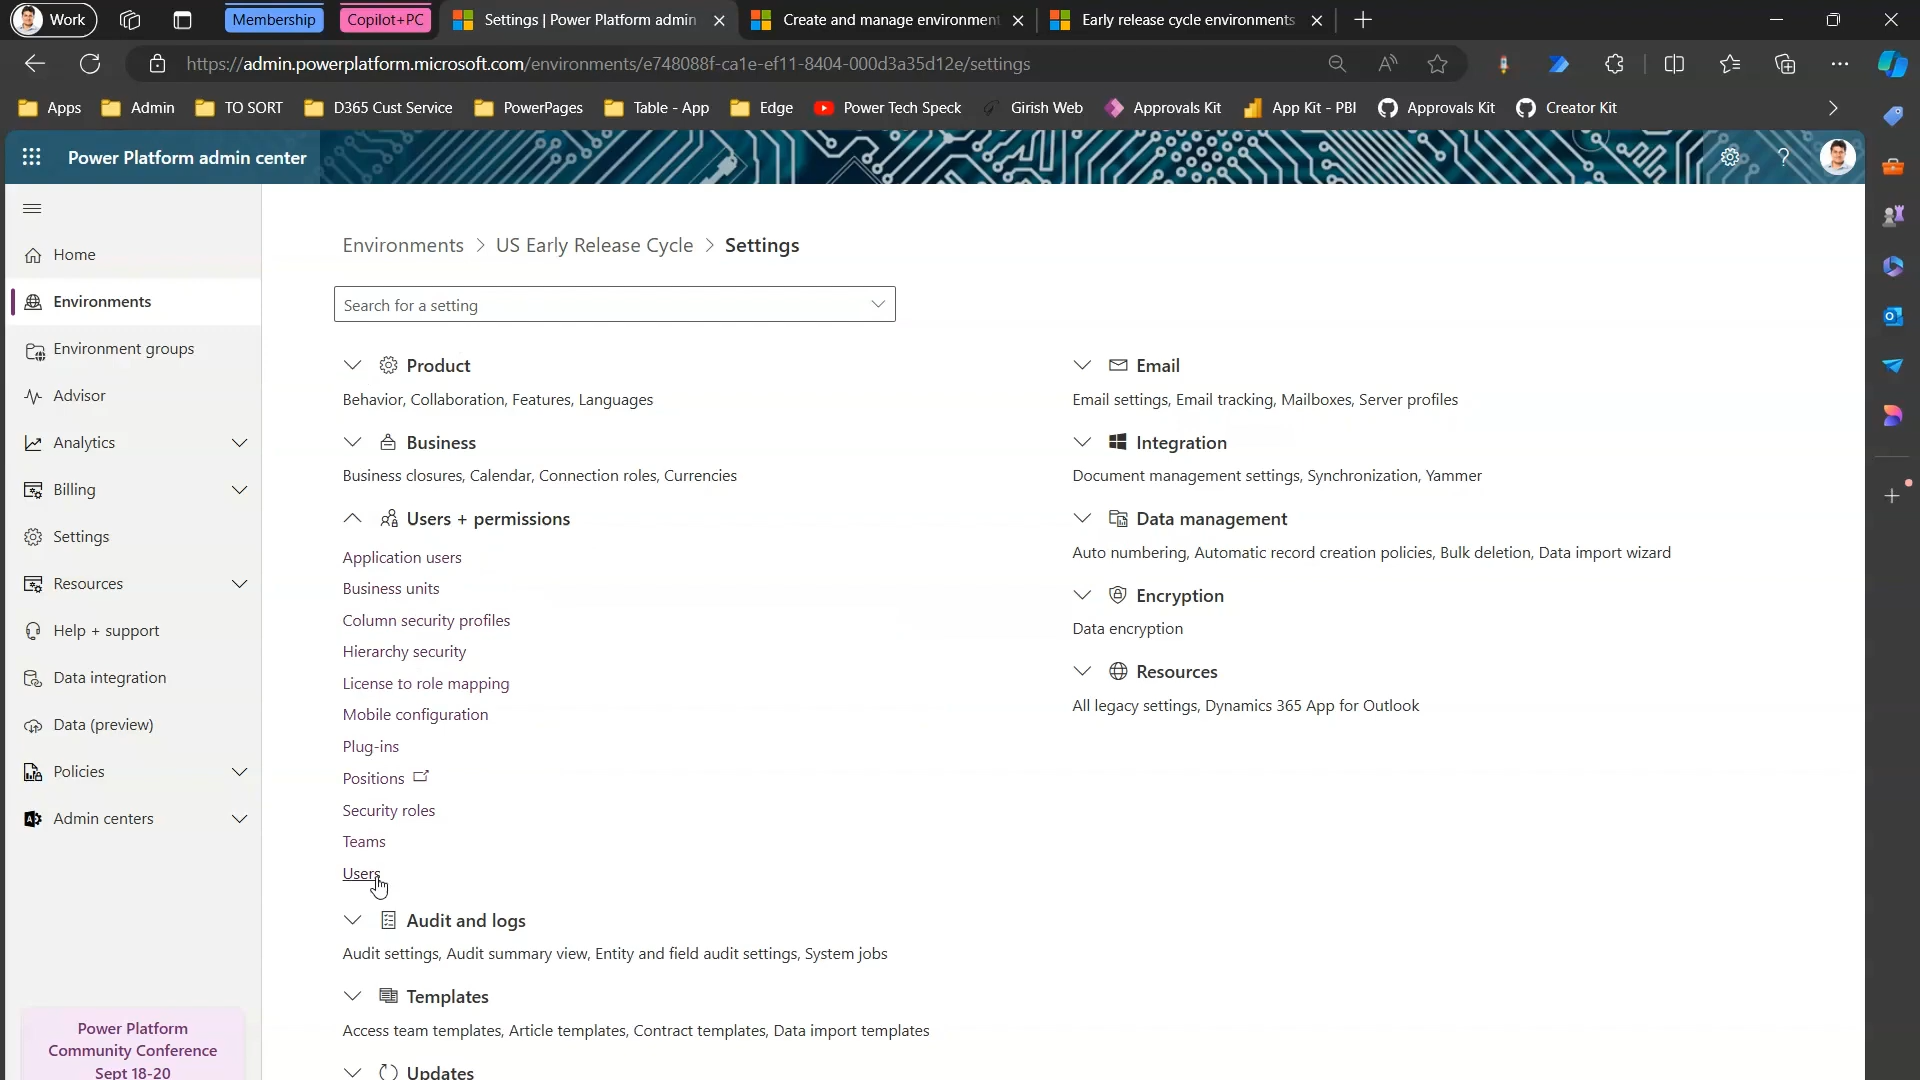 Work
Membership
Copilot+PC
Settings | Power Platform admin
Create and manage environment
Early release cycle environments
https://admin.powerplatform.microsoft.com/environments/e748088f-ca1e-ef11-8404-000d3a35d12e/settings
Apps
Admin
TO SORT
D365 Cust Service
PowerPages
Table - App
Edge
Power Tech Speck
Girish Web
Approvals Kit
App Kit - PBI
Approvals Kit
Creator Kit
Power Platform admin center
Home
Environments
Environment groups
Advisor
Analytics
Billing
Settings
Resources
Help + support
Data integration
Data (preview)
Policies
Admin centers
Power Platform
Community Conference
Sept 18-20
Environments > US Early Release Cycle > Settings
Search for a setting
Product
Behavior, Collaboration, Features, Languages
Business
Business closures, Calendar, Connection roles, Currencies
Users + permissions
Application users
Business units
Column security profiles
Hierarchy security
License to role mapping
Mobile configuration
Plug-ins
Positions
Security roles
Teams
Users
Audit and logs
Audit settings, Audit summary view, Entity and field audit settings, System jobs
Templates
Access team templates, Article templates, Contract templates, Data import templates
Updates
Email
Email settings, Email tracking, Mailboxes, Server profiles
Integration
Document management settings, Synchronization, Yammer
Data management
Auto numbering, Automatic record creation policies, Bulk deletion, Data import wizard
Encryption
Data encryption
Resources
All legacy settings, Dynamics 365 App for Outlook